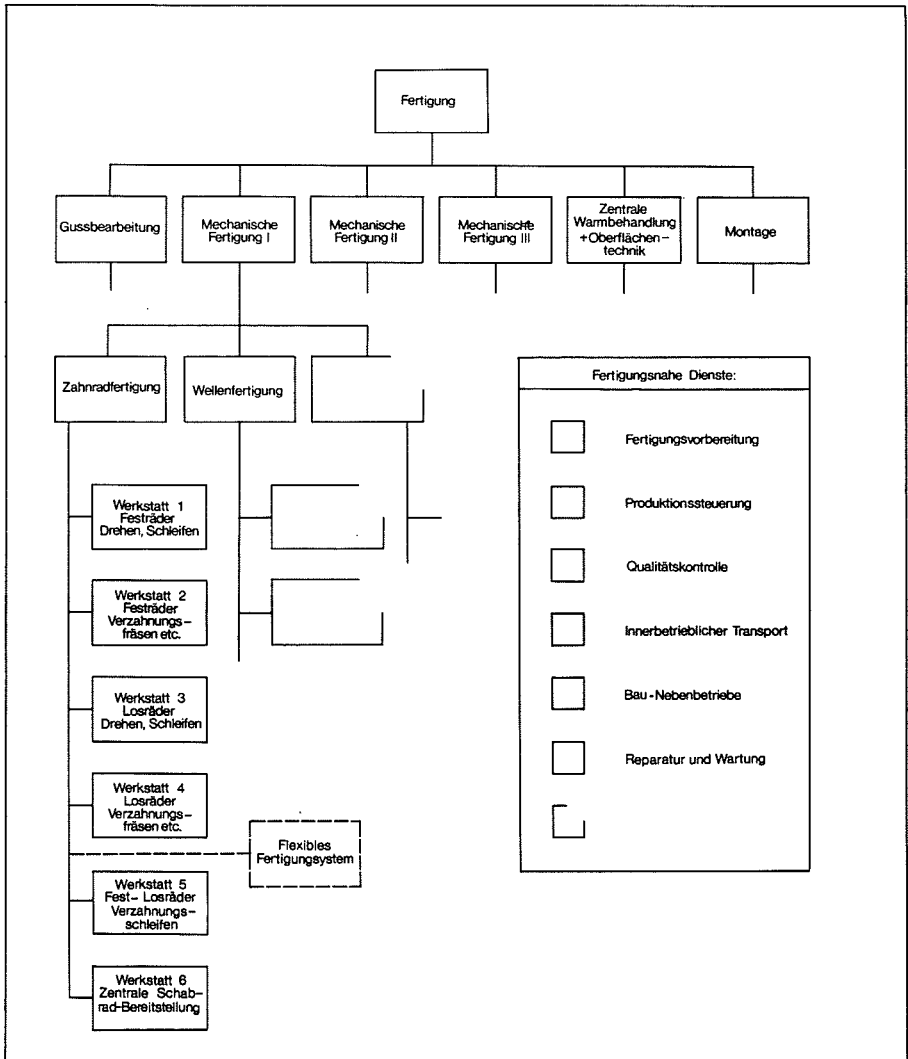 Fertigung
Gussbearbeitung
Mechanische
Fertigung I
Mechanische
Fertigung II
Mechanische
Fertigung III
Zentrale
Warmbehandlung
+Oberflächen-
technik
Montage
Zahnradfertigung
Wellenfertigung
Werkstatt 1
Festräder
Drehen, Schleifen
Werkstatt 2
Festräder
Verzahnungs-
fräsen etc.
Werkstatt 3
Losräder
Drehen, Schleifen
Werkstatt 4
Losräder
Verzahnungs-
fräsen etc.
Flexibles
Fertigungsystem
Werkstatt 5
Fest- Losräder
Verzahnungs-
schleifen
Werkstatt 6
Zentrale Schab-
rad-Bereitstellung
Fertigungsnahe Dienste:
Fertigungsvorbereitung
Produktionssteuerung
Qualitätskontrolle
Innerbetrieblicher Transport
Bau-Nebenbetriebe
Reparatur und Wartung